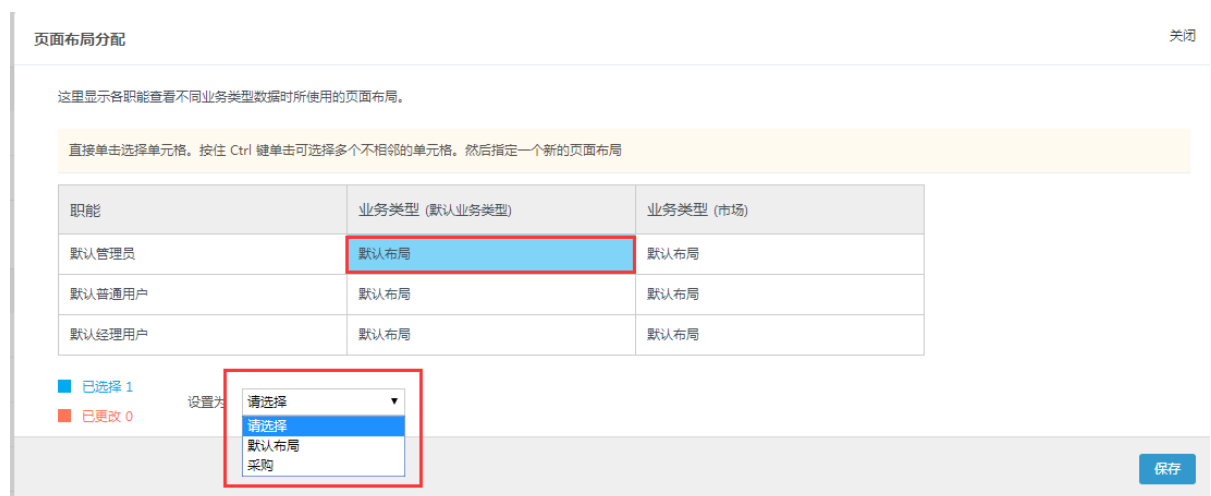 页面布局分配 关闭
这里显示各职能查看不同业务类型数据时所使用的页面布局。
直接单击选择单元格。按住 Ctrl 键单击可选择多个不相邻的单元格。然后指定一个新的页面布局
职能 业务类型 (默认业务类型) 业务类型 (市场)
默认管理员 默认布局 默认布局
默认普通用户 默认布局 默认布局
默认经理用户 默认布局 默认布局
已选择 1
设置为 请选择
已更改 0
请选择
默认布局
采购
保存